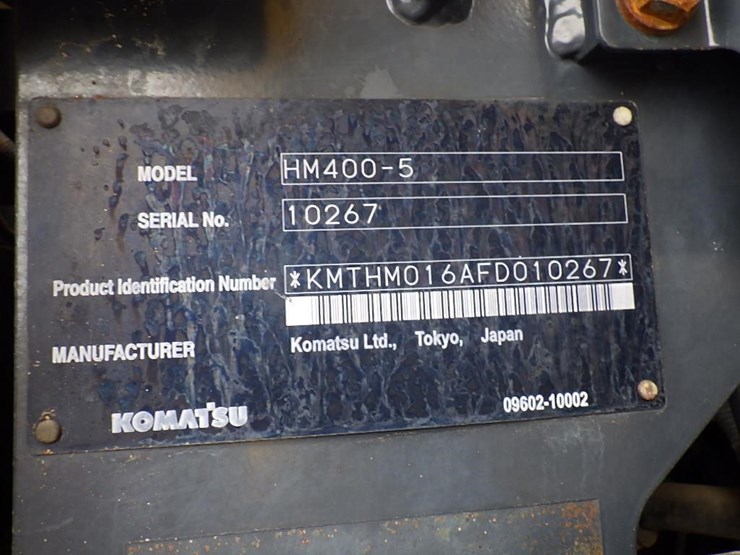 MODEL HM400-5
SERIAL No. 10267
Product Identification Number *KMTHM016AFD010267*
MANUFACTURER Komatsu Ltd., Tokyo, Japan
KOMATSU 09602-10002